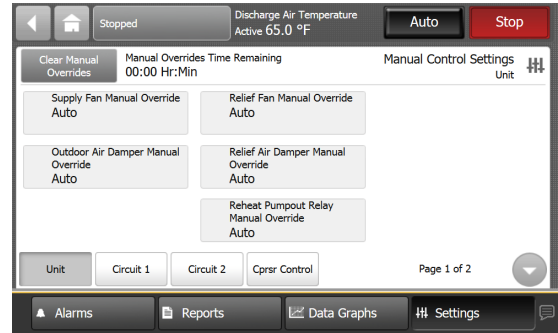 Stopped
Discharge Air Temperature
Active 65.0 °F
Auto
Stop
Clear Manual
Overrides
Manual Overrides Time Remaining
00:00 Hr:Min
Manual Control Settings
Unit
Supply Fan Manual Override
Auto
Relief Fan Manual Override
Auto
Outdoor Air Damper Manual
Override
Auto
Relief Air Damper Manual
Override
Auto
Reheat Pumpout Relay
Manual Override
Auto
Unit
Circuit 1
Circuit 2
Cprsr Control
Page 1 of 2
Alarms
Reports
Data Graphs
Settings